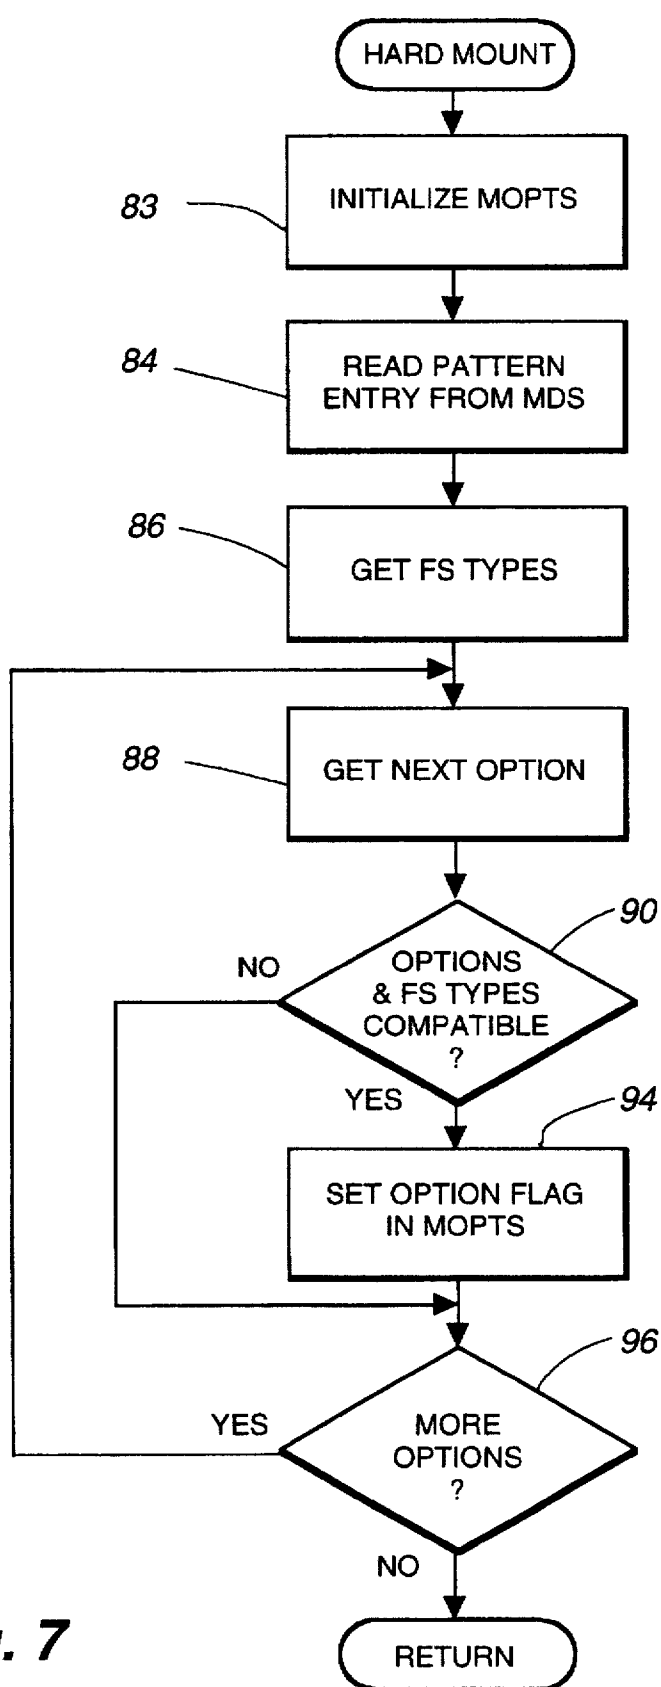 HARD MOUNT
83
INITIALIZE MOPTS
84
READ PATTERN
ENTRY FROM MDS
86
GET FS TYPES
88
GET NEXT OPTION
90
NO
OPTIONS
& FS TYPES
COMPATIBLE
?
YES
94
SET OPTION FLAG
IN MOPTS
96
YES
MORE
OPTIONS
?
NO
. 7
RETURN